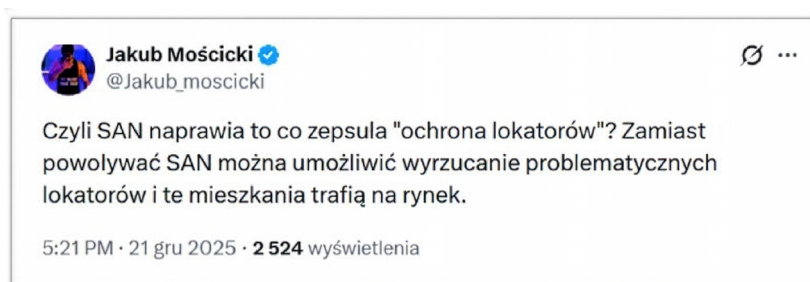 Jakub Mościcki
@Jakub_moscicki
Czyli SAN naprawia to co zepsula "ochrona lokatorów"? Zamiast
powolywać SAN można umożliwić wyrzucanie problematycznych
lokatorów i te mieszkania trafią na rynek.
5:21 PM · 21 gru 2025 · 2 524 wyświetlenia